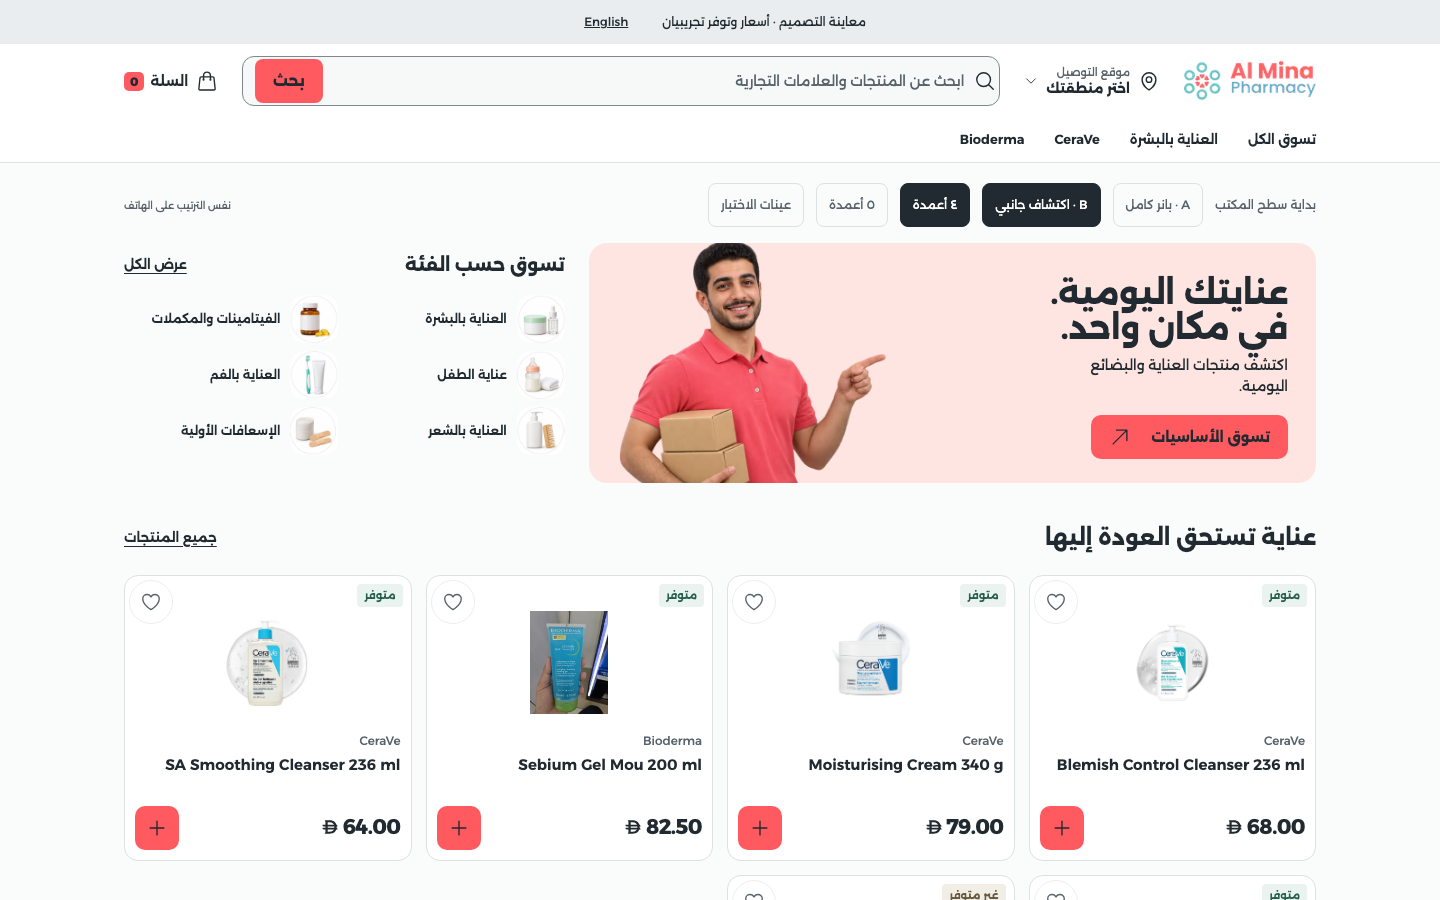 معاينة التصميم · أسعار وتوفر تجريبيان
English
Al Mina
Pharmacy
موقع التوصيل
اختر منطقتك
ابحث عن المنتجات والعلامات التجارية
بحث
السلة
0
تسوق الكل
العناية بالبشرة
CeraVe
Bioderma
بداية سطح المكتب
A · بانر كامل
B · اكتشاف جانبي
٤ أعمدة
٥ أعمدة
عينات الاختبار
نفس الترتيب على الهاتف
عنايتك اليومية.
في مكان واحد.
اكتشف منتجات العناية والبضائع
اليومية.
تسوق الأساسيات
تسوق حسب الفئة
عرض الكل
العناية بالبشرة
الفيتامينات والمكملات
عناية الطفل
العناية بالفم
العناية بالشعر
الإسعافات الأولية
عناية تستحق العودة إليها
جميع المنتجات
متوفر
CeraVe
CeraVe
Blemish Control Cleanser 236 ml
68.00
متوفر
CeraVe
CeraVe
Moisturising Cream 340 g
79.00
متوفر
BIODERMA
Bioderma
Sebium Gel Mou 200 ml
82.50
متوفر
CeraVe
CeraVe
SA Smoothing Cleanser 236 ml
64.00
متوفر
غير متوفر